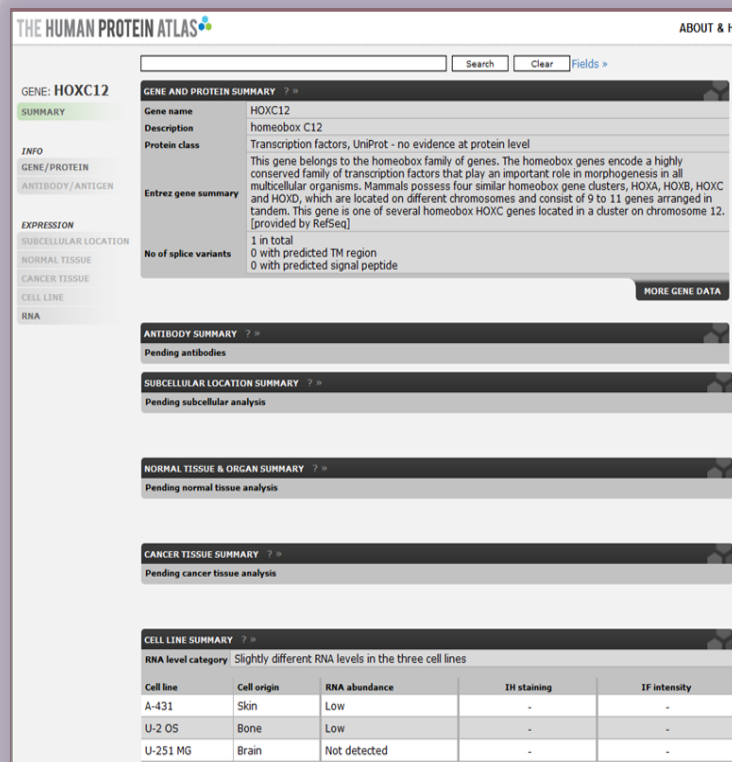 THE HUMAN PROTEIN ATLAS
ABOUT & H
Search Clear Fields »
GENE: HOXC12
SUMMARY
INFO
GENE/PROTEIN
ANTIBODY/ANTIGEN
EXPRESSION
SUBCELLULAR LOCATION
NORMAL TISSUE
CANCER TISSUE
CELL LINE
RNA
GENE AND PROTEIN SUMMARY ? »
Gene name HOXC12
Description homeobox C12
Protein class Transcription factors, UniProt - no evidence at protein level
Entrez gene summary This gene belongs to the homeobox family of genes. The homeobox genes encode a highly
conserved family of transcription factors that play an important role in morphogenesis in all
multicellular organisms. Mammals possess four similar homeobox gene clusters, HOXA, HOXB, HOXC
and HOXD, which are located on different chromosomes and consist of 9 to 11 genes arranged in
tandem. This gene is one of several homeobox HOXC genes located in a cluster on chromosome 12.
[provided by RefSeq]
No of splice variants 1 in total
0 with predicted TM region
0 with predicted signal peptide
MORE GENE DATA
ANTIBODY SUMMARY ? »
Pending antibodies
SUBCELLULAR LOCATION SUMMARY ? »
Pending subcellular analysis
NORMAL TISSUE & ORGAN SUMMARY ? »
Pending normal tissue analysis
CANCER TISSUE SUMMARY ? »
Pending cancer tissue analysis
CELL LINE SUMMARY ? »
RNA level category Slightly different RNA levels in the three cell lines
Cell line Cell origin RNA abundance IH staining IF intensity
A-431 Skin Low - -
U-2 OS Bone Low - -
U-251 MG Brain Not detected - -